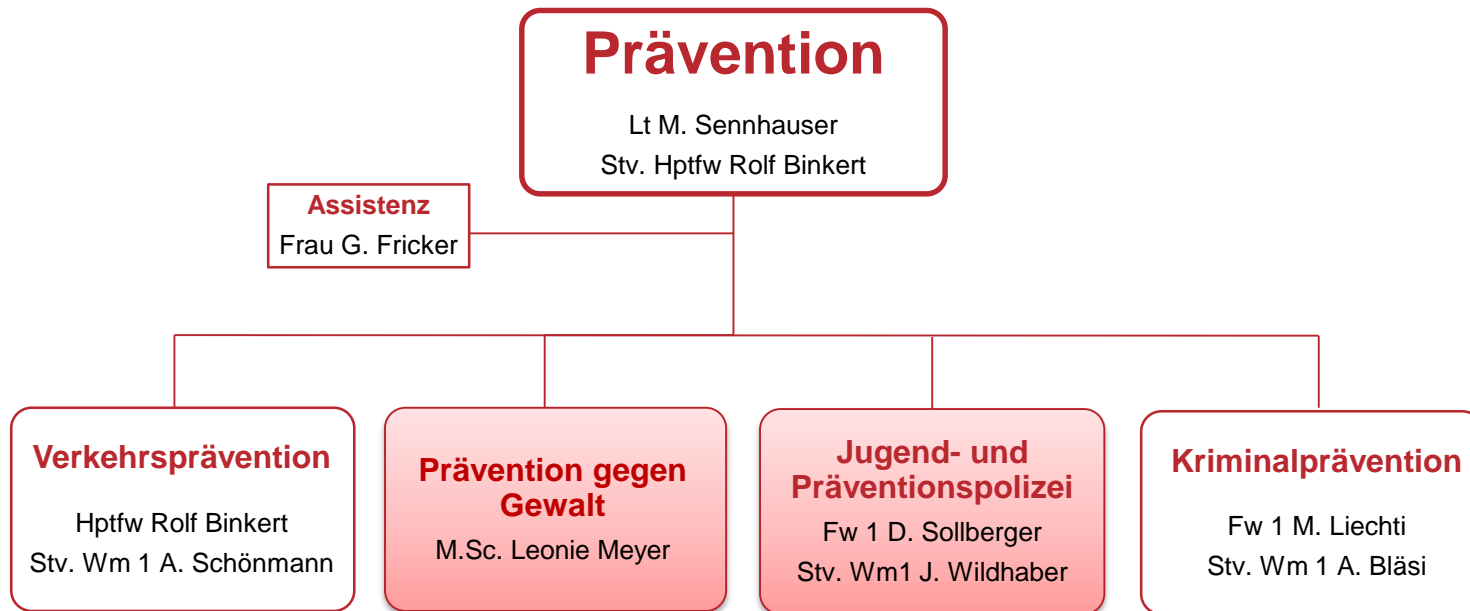 Prävention
Lt M. Sennhauser
Stv. Hptfw Rolf Binkert
Assistenz
Frau G. Fricker
Verkehrsprävention
Hptfw Rolf Binkert
Stv. Wm 1 A. Schönmann
Prävention gegen
Gewalt
M.Sc. Leonie Meyer
Jugend- und
Präventionspolizei
Fw 1 D. Sollberger
Stv. Wm1 J. Wildhaber
Kriminalprävention
Fw 1 M. Liechti
Stv. Wm 1 A. Bläsi